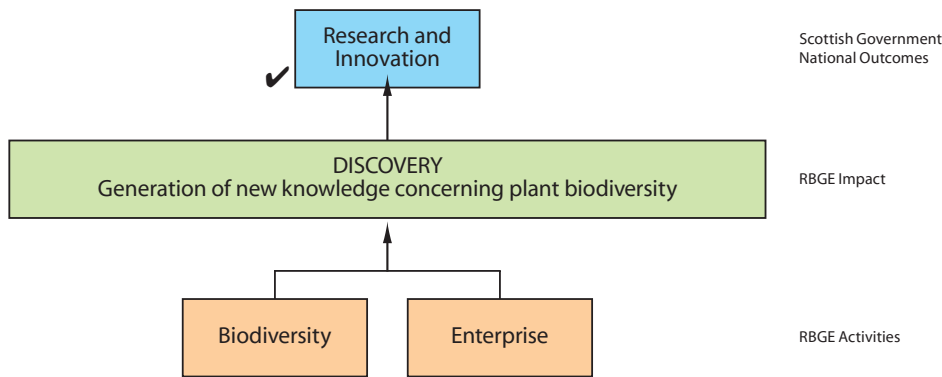 Research and
Innovation
Scottish Government
National Outcomes
DISCOVERY
Generation of new knowledge concerning plant biodiversity
RBGE Impact
Biodiversity
Enterprise
RBGE Activities